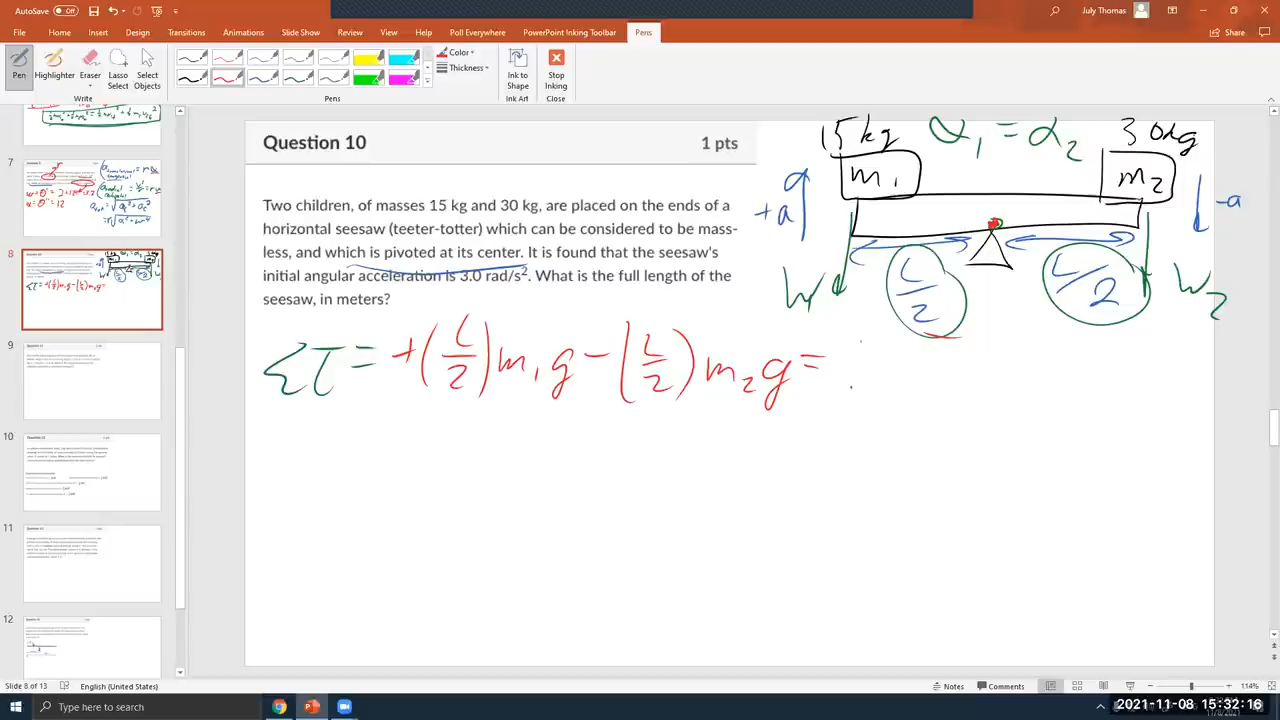 AutoSave Off
July Thomas
File Home Insert Design Transitions Animations Slide Show Review View Help Poll Everywhere PowerPoint Inking Toolbar Pens
Share
Pen
Highlighter
Eraser
Lasso Select
Select Objects
Color
Thickness
Ink to Shape
Stop Inking
Write
Pens
Ink Art
Close
7
8
9
10
11
12
Question 10
1 pts
Two children, of masses 15 kg and 30 kg, are placed on the ends of a
horizontal seesaw (teeter-totter) which can be considered to be mass-
less, and which is pivoted at its center. It is found that the seesaw's
initial angular acceleration is 3.0 rad/s². What is the full length of the
seesaw, in meters?
15 kg α₁ = α₂ 30kg
m₁ m₂
+a -a
L/2 L/2
W W₂
Στ = +(L/2)m₁g - (L/2)m₂g =
Slide 8 of 13 English (United States)
Notes Comments
114%
Type here to search
2021-11-08 15:32:16